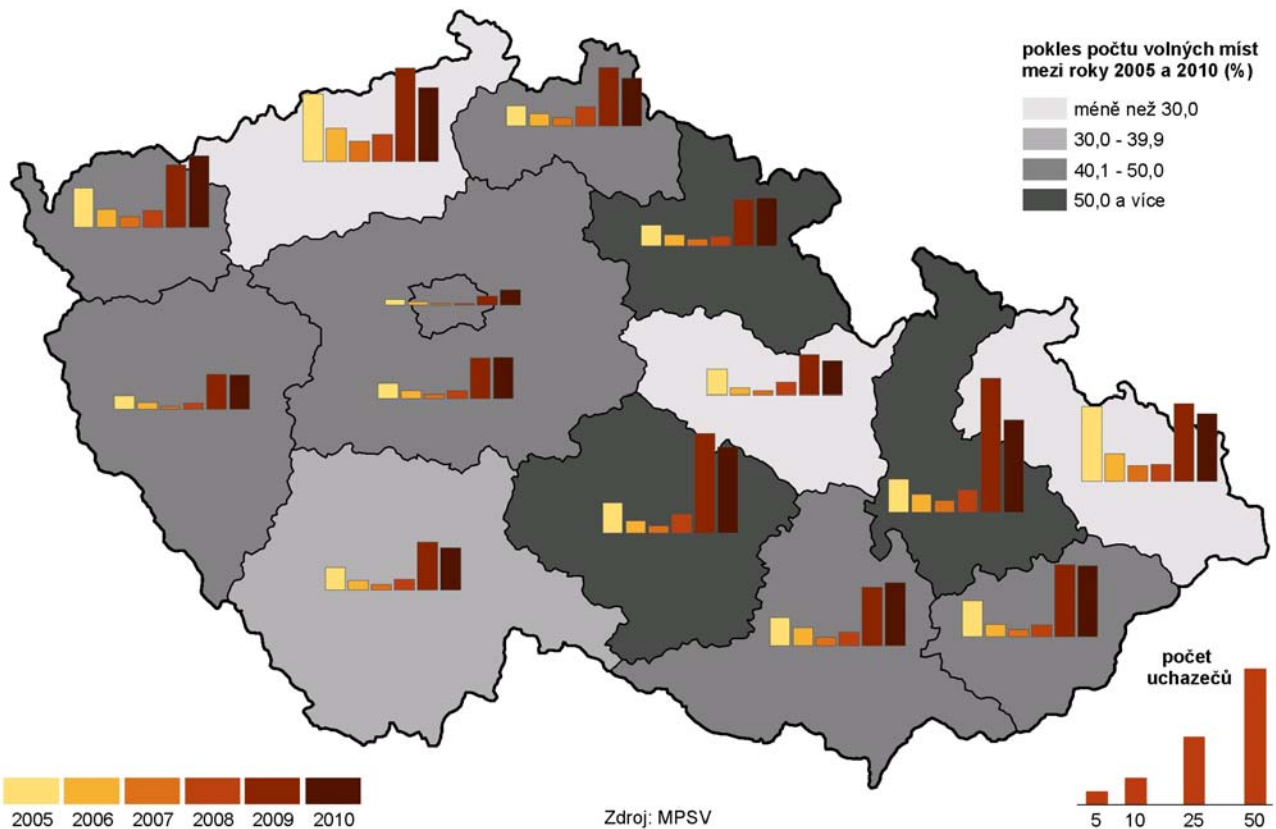 pokles počtu volných míst
mezi roky 2005 a 2010 (%)
méně než 30,0
30,0 - 39,9
40,1 - 50,0
50,0 a více
počet
uchazečů
5 10 25 50
2005 2006 2007 2008 2009 2010
Zdroj: MPSV